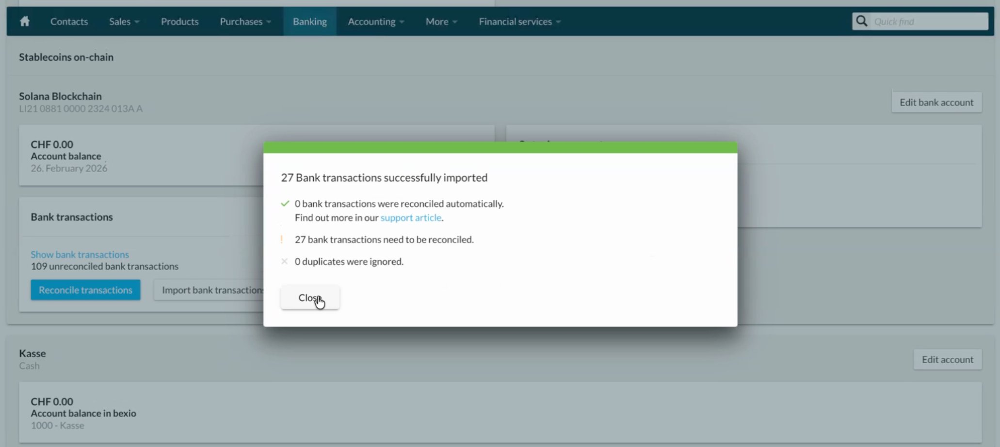 Contacts Sales Products Purchases Banking Accounting More Financial services Quick find
Stablecoins on-chain
Solana Blockchain
LI21 0881 0000 2324 013A A
Edit bank account
CHF 0.00
Account balance
26. February 2026
Bank transactions
Show bank transactions
109 unreconciled bank transactions
Reconcile transactions Import bank transactions
27 Bank transactions successfully imported
0 bank transactions were reconciled automatically.
Find out more in our support article.
27 bank transactions need to be reconciled.
0 duplicates were ignored.
Close
Kasse
Cash
Edit account
CHF 0.00
Account balance in bexio
1000 - Kasse